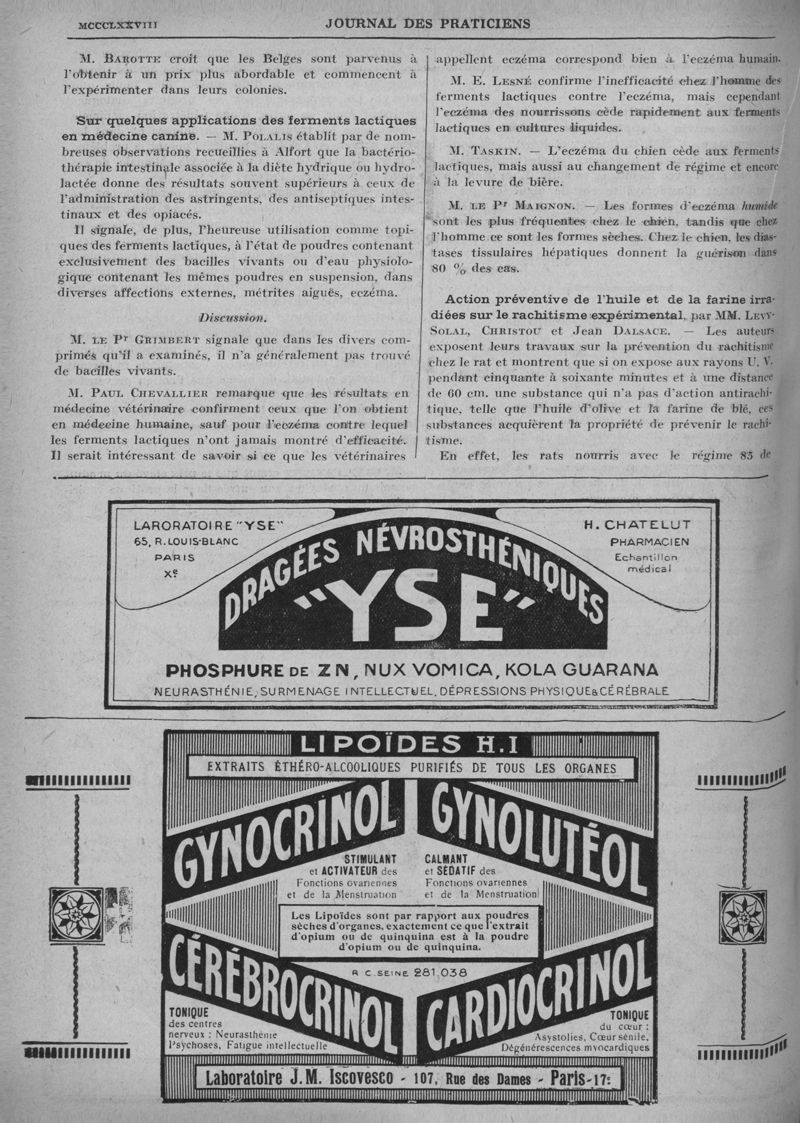 MCCCLXXVIII
JOURNAL DES PRATICIENS
M. BAROTTE croit que les Belges sont parvenus à
l'obtenir à un prix plus abordable et commencent à
l'expérimenter dans leurs colonies.
Sur quelques applications des ferments lactiques
en médecine canine. — M. POLALIS établit par de nom-
breuses observations recueillies à Alfort que la bactério-
thérapie intestinale associée à la diète hydrique ou hydro-
lactée donne des résultats souvent supérieurs à ceux de
l'administration des astringents, des antiseptiques intes-
tinaux et des opiacés.
Il signale, de plus, l'heureuse utilisation comme topi-
ques des ferments lactiques, à l'état de poudres contenant
exclusivement des bacilles vivants ou d'eau physiolo-
gique contenant les mêmes poudres en suspension, dans
diverses affections externes, métrites aiguës, eczéma.
Discussion.
M. LE Pr GRIMBERT signale que dans les divers com-
primés qu'il a examinés, il n'a généralement pas trouvé
de bacilles vivants.
M. PAUL CHEVALLIER remarque que les résultats en
médecine vétérinaire confirment ceux que l'on obtient
en médecine humaine, sauf pour l'eczéma contre lequel
les ferments lactiques n'ont jamais montré d'efficacité.
Il serait intéressant de savoir si ce que les vétérinaires
appellent eczéma correspond bien à l'eczéma humain.
M. E. LESNÉ confirme l'inefficacité chez l'homme des
ferments lactiques contre l'eczéma, mais cependant
l'eczéma des nourrissons cède rapidement aux ferments
lactiques en cultures liquides.
M. TASKIN. — L'eczéma du chien cède aux ferments
lactiques, mais aussi au changement de régime et encore
à la levure de bière.
M. LE Pr MAIGNON. — Les formes d'eczéma humide
sont les plus fréquentes chez le chien, tandis que chez
l'homme ce sont les formes sèches. Chez le chien, les dias-
tases tissulaires hépatiques donnent la guérison dans
80 % des cas.
Action préventive de l'huile et de la farine irra-
diées sur le rachitisme expérimental, par MM. LEVY-
SOLAL, CHRISTOU et Jean DALSACE. — Les auteurs
exposent leurs travaux sur la prévention du rachitisme
chez le rat et montrent que si on expose aux rayons U. V.
pendant cinquante à soixante minutes et à une distance
de 60 cm. une substance qui n'a pas d'action antirachi-
tique, telle que l'huile d'olive et la farine de blé, ces
substances acquièrent la propriété de prévenir le rachi-
tisme.
En effet, les rats nourris avec le régime 85 de
LARORATOIRE "YSE"
65, R. LOUIS-BLANC
PARIS
Xe
H. CHATELUT
PHARMACIEN
Echantillon
médical
DRAGÉES NÉVROSTHÉNIQUES
"YSE"
PHOSPHURE DE ZN, NUX VOMICA, KOLA GUARANA
NEURASTHÉNIE, SURMENAGE INTELLECTUEL, DÉPRESSIONS PHYSIQUE & CÉRÉBRALE
LIPOÏDES H.I
EXTRAITS ÉTHÉRO-ALCOOLIQUES PURIFIÉS DE TOUS LES ORGANES
GYNOCRINOL
GYNOLUTÉOL
STIMULANT
et ACTIVATEUR des
Fonctions ovariennes
et de la Menstruation
CALMANT
et SÉDATIF des
Fonctions ovariennes
et de la Menstruation
Les Lipoïdes sont par rapport aux poudres
sèches d'organes, exactement ce que l'extrait
d'opium ou de quinquina est à la poudre
d'opium ou de quinquina.
CÉRÉBROCRINOL
R C. SEINE 281.038
CARDIOCRINOL
TONIQUE
des centres
nerveux : Neurasthénie
Psychoses, Fatigue intellectuelle
TONIQUE
du cœur :
Asystolies, Cœur sénile,
Dégénérescences myocardiques
Laboratoire J.M. Iscovesco - 107, Rue des Dames - Paris-17e